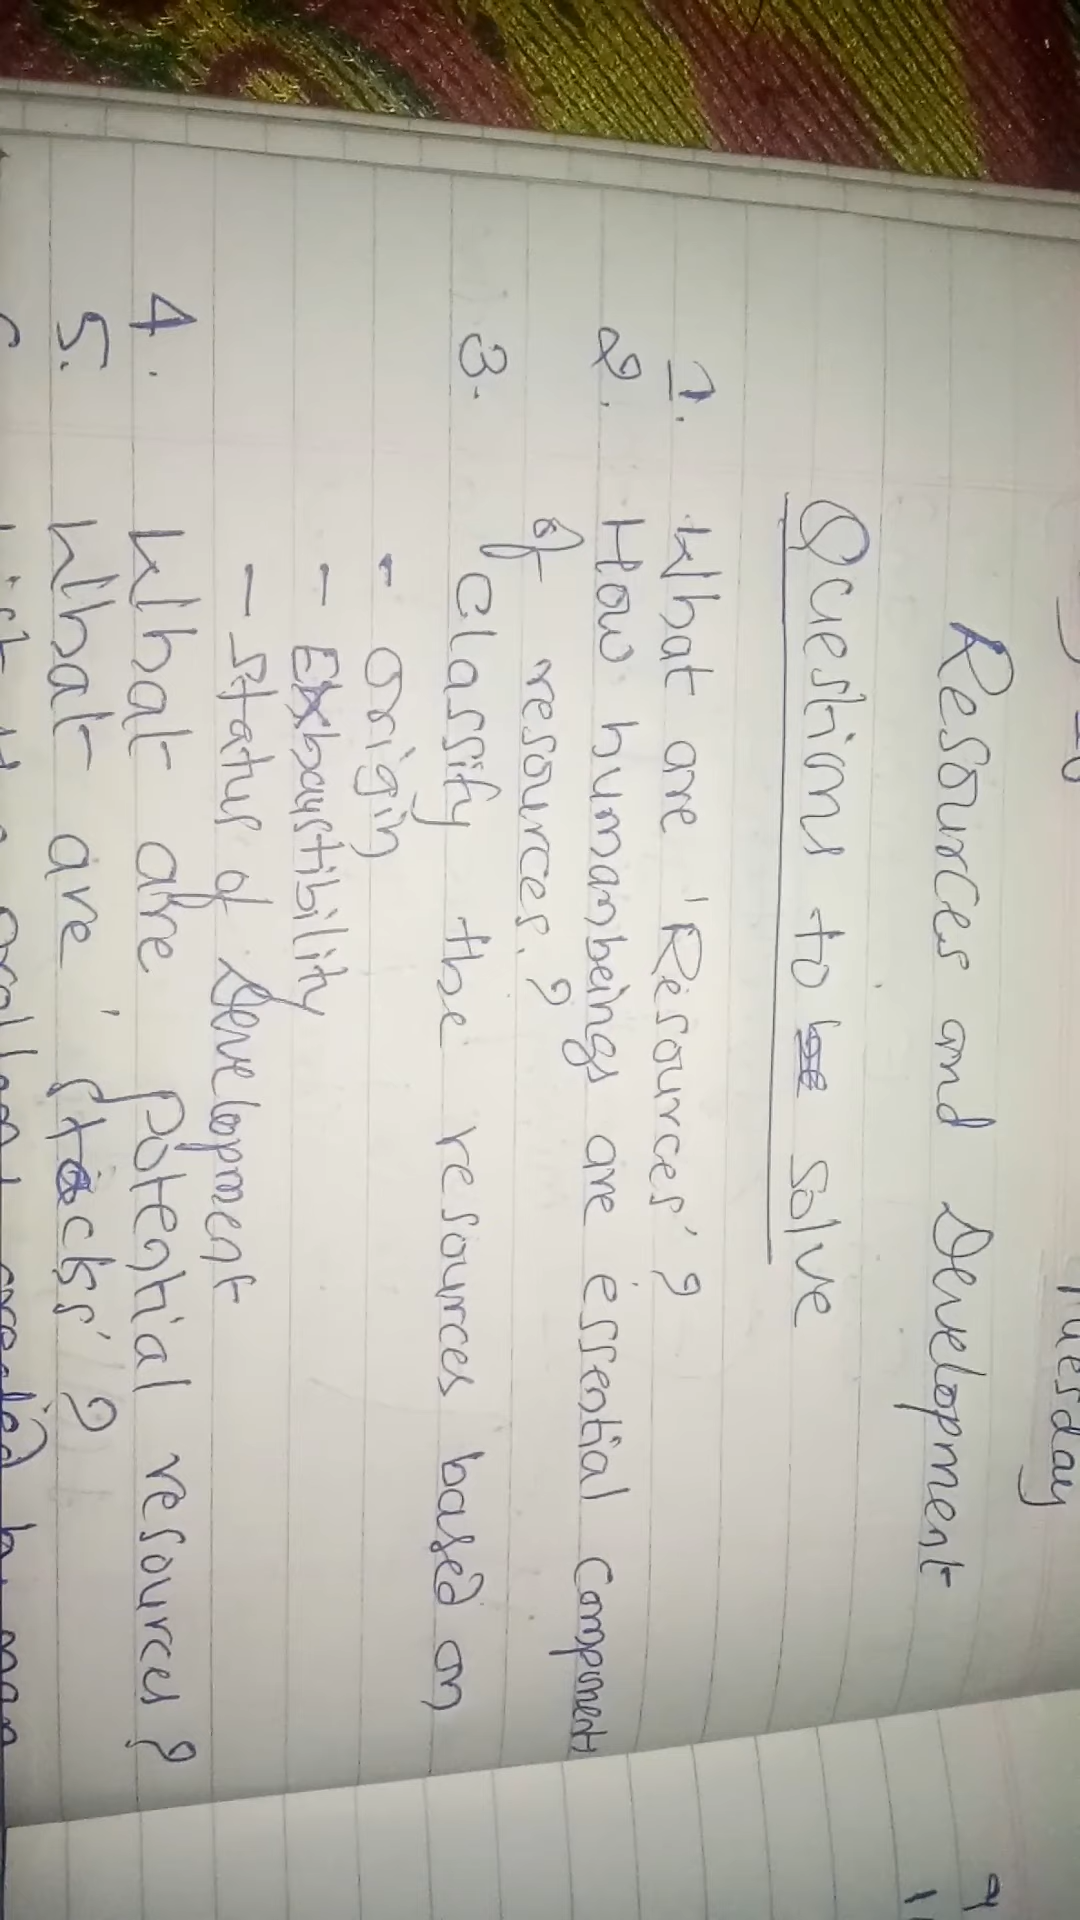 Tuesday
Resources and Development
Questions to solve
1. What are 'Resources'?
2. How humanbeings are essential Components
of resources?
3. Classify the resources based on
- Origin
- Exhaustibility
- Status of Development
4. What are Potential resources?
5. What are 'Stocks'?